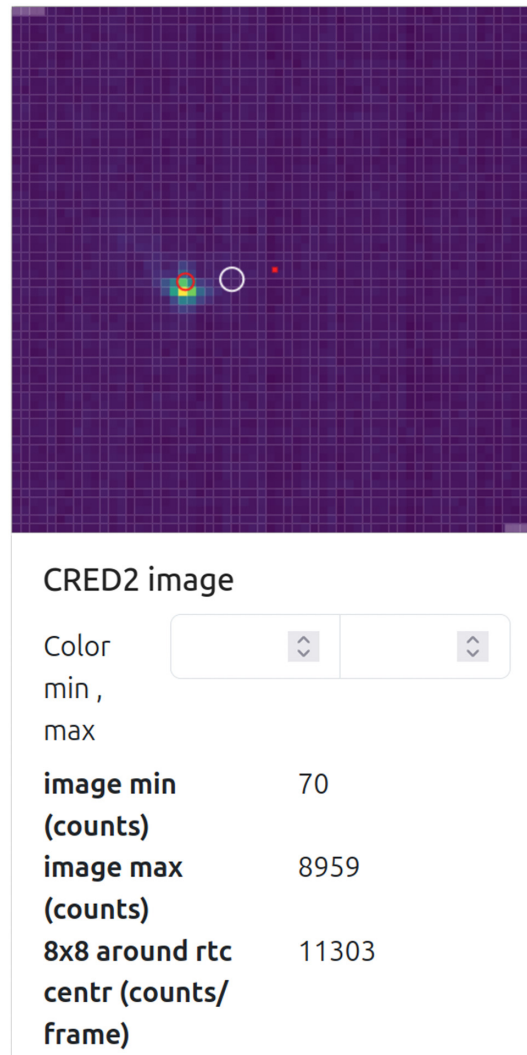 CRED2 image
Color
min ,
max
image min
(counts)
70
image max
(counts)
8959
8x8 around rtc
centr (counts/
frame)
11303